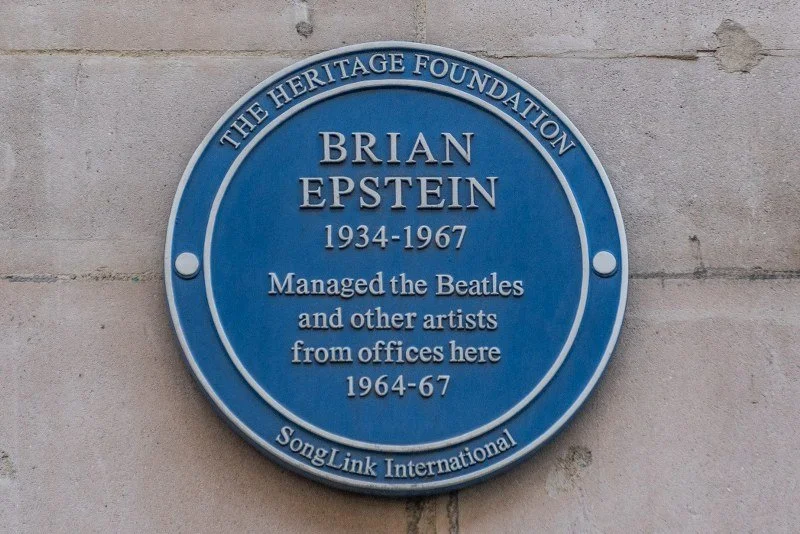 THE HERITAGE FOUNDATION
BRIAN
EPSTEIN
1934-1967
Managed the Beatles
and other artists
from offices here
1964-67
SongLink International